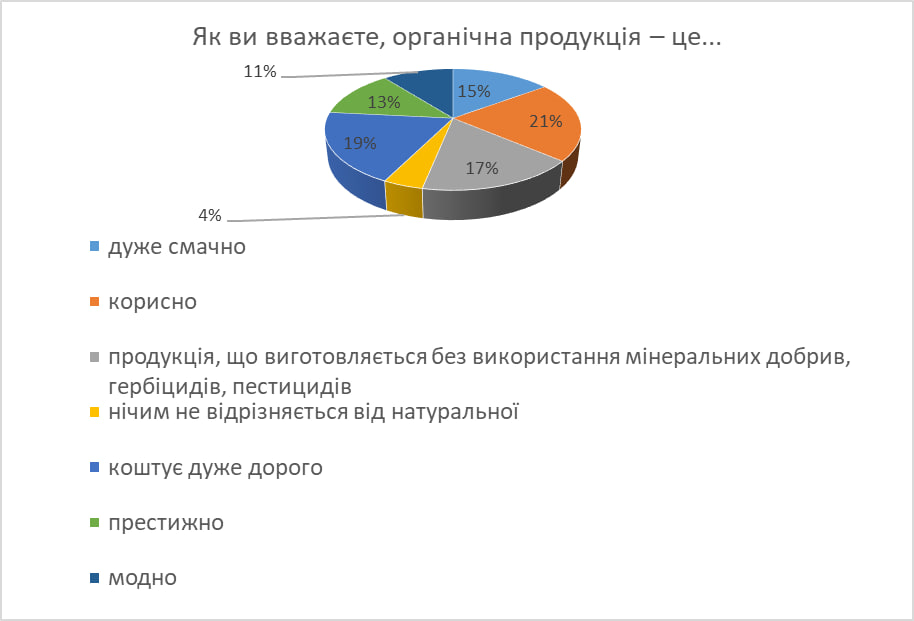 Як ви вважаєте, органічна продукція – це...
11%
15%
13%
21%
19%
17%
4%
дуже смачно
корисно
продукція, що виготовляється без використання мінеральних добрив,
гербіцидів, пестицидів
нічим не відрізняється від натуральної
коштує дуже дорого
престижно
модно